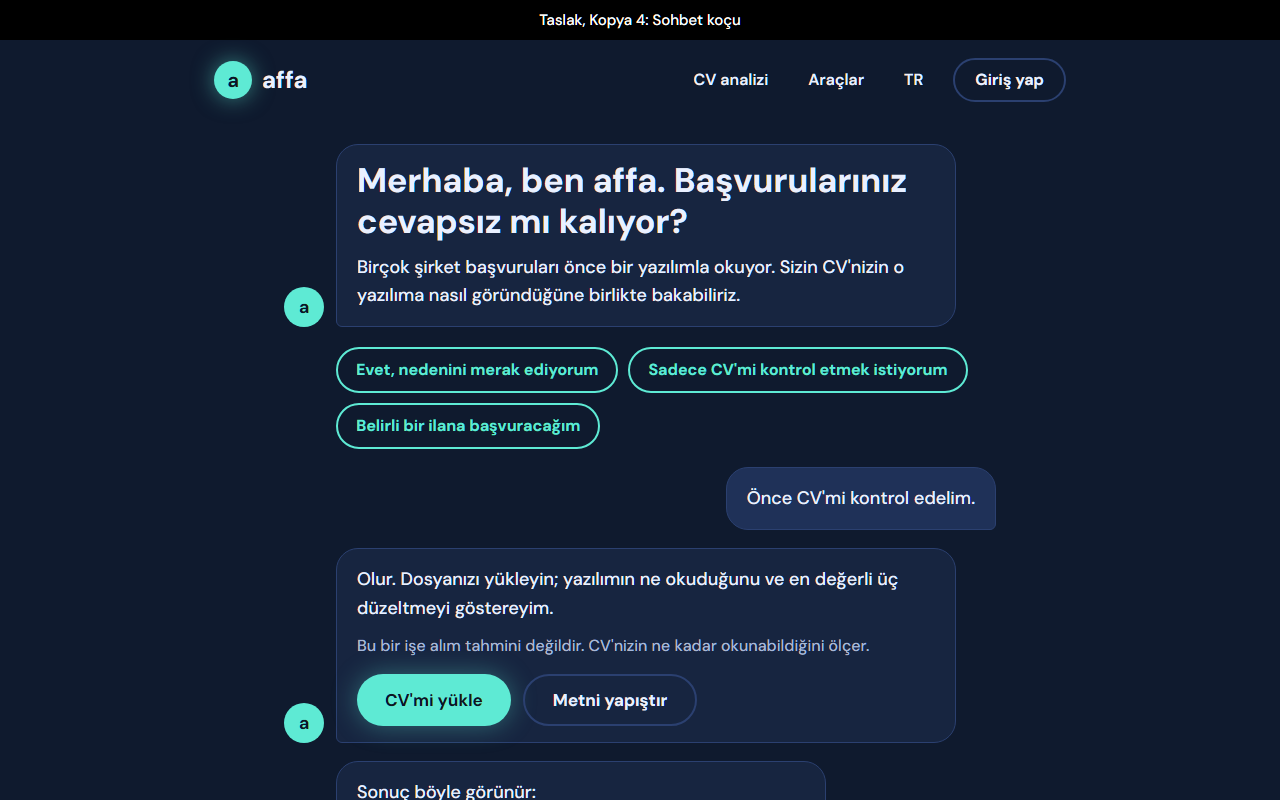 Taslak, Kopya 4: Sohbet koçu
a affa
CV analizi
Araçlar
TR
Giriş yap
Merhaba, ben affa. Başvurularınız
cevapsız mı kalıyor?
Birçok şirket başvuruları önce bir yazılımla okuyor. Sizin CV'nizin o
yazılıma nasıl göründüğüne birlikte bakabiliriz.
a
Evet, nedenini merak ediyorum
Sadece CV'mi kontrol etmek istiyorum
Belirli bir ilana başvuracağım
Önce CV'mi kontrol edelim.
Olur. Dosyanızı yükleyin; yazılımın ne okuduğunu ve en değerli üç
düzeltmeyi göstereyim.
Bu bir işe alım tahmini değildir. CV'nizin ne kadar okunabildiğini ölçer.
CV'mi yükle
Metni yapıştır
a
Sonuç böyle görünür: